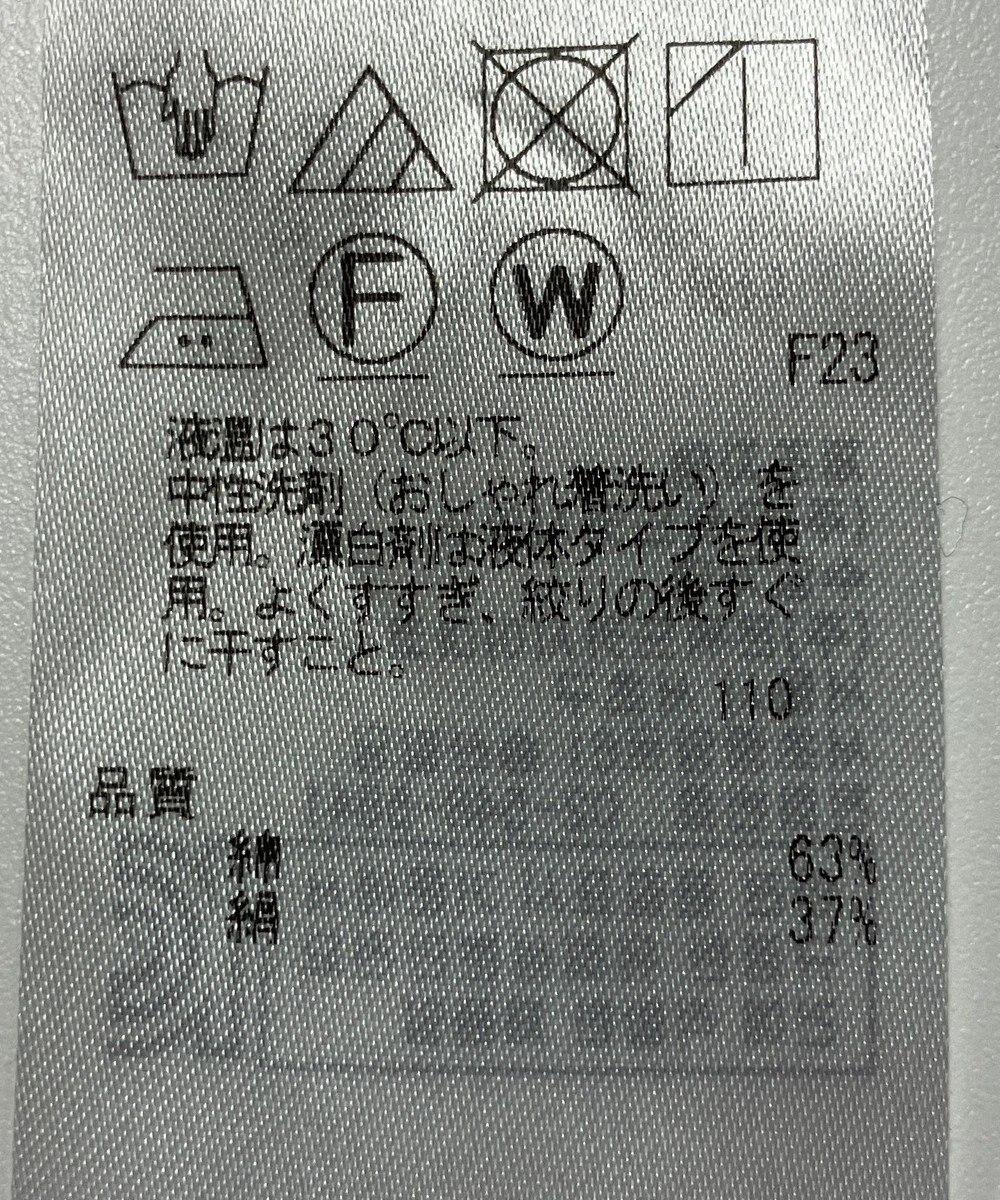 F
W
F23
液温は30℃以下。
中性洗剤（おしゃれ着洗い）を
使用。漂白剤は液体タイプを使
用。よくすすぎ、絞りの後すぐ
に干すこと。
110
品質
綿 63%
絹 37%